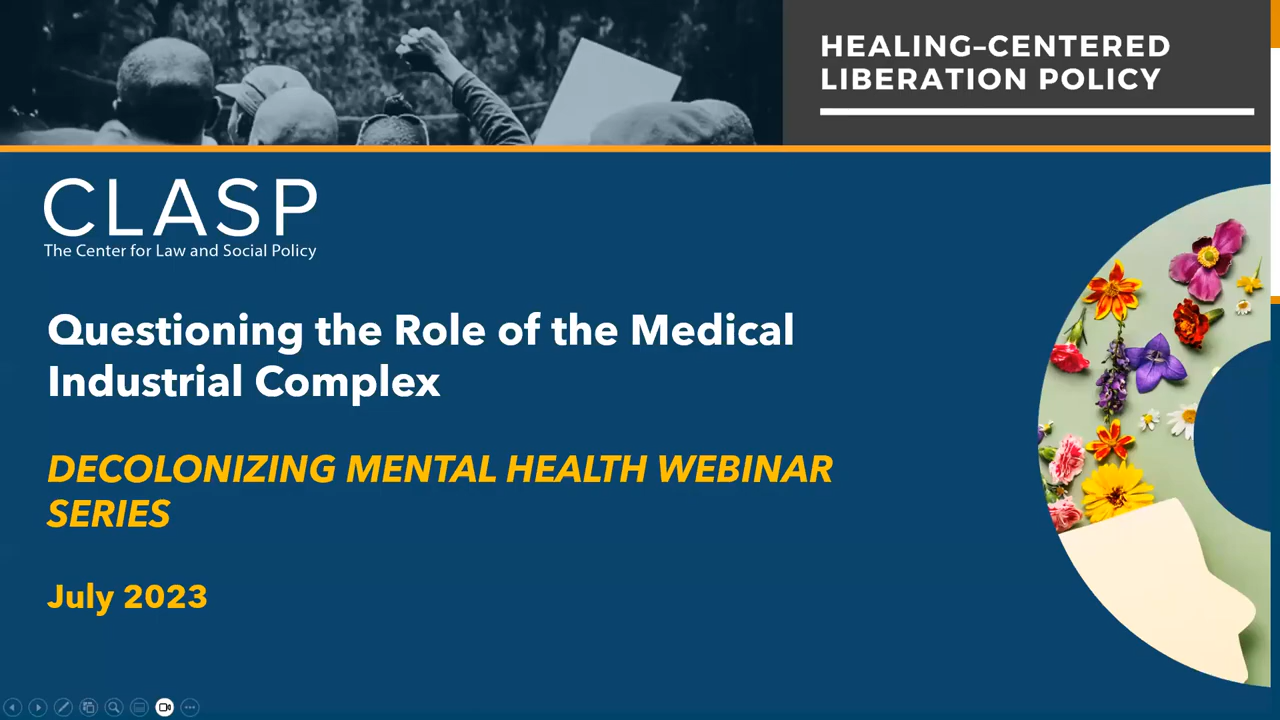 HEALING–CENTERED
LIBERATION POLICY
CLASP
The Center for Law and Social Policy
Questioning the Role of the Medical
Industrial Complex
DECOLONIZING MENTAL HEALTH WEBINAR
SERIES
July 2023